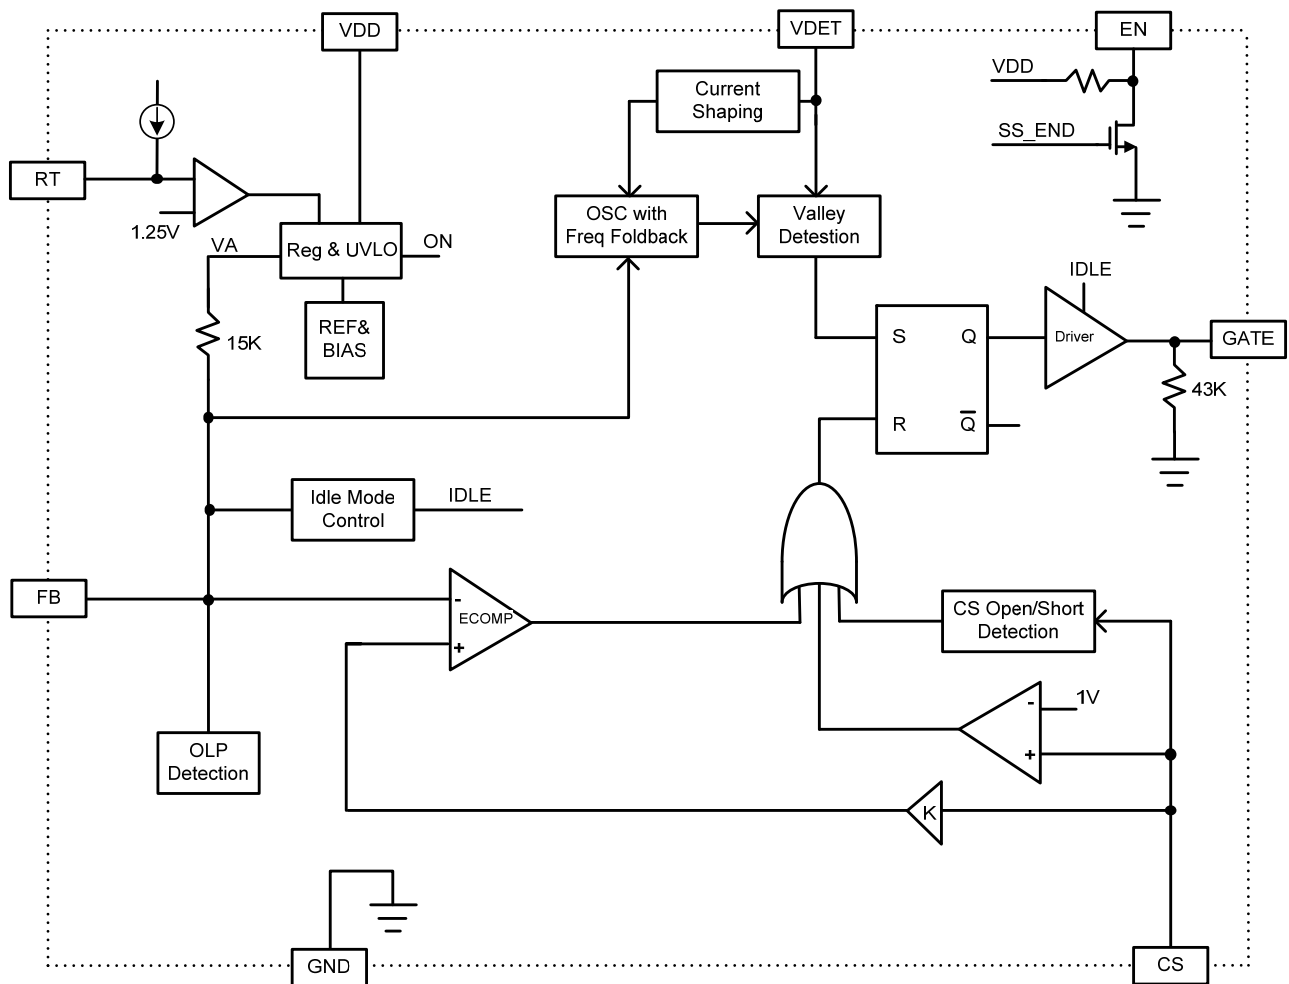 VDD
VDET
EN
Current
Shaping
VDD
SS_END
RT
1.25V
VA
Reg & UVLO
ON
OSC with
Freq Foldback
Valley
Detestion
REF&
BIAS
15K
IDLE
S
Q
R
Q̅
Driver
GATE
43K
Idle Mode
Control
IDLE
FB
-
ECOMP
+
CS Open/Short
Detection
-
1V
+
OLP
Detection
K
GND
CS